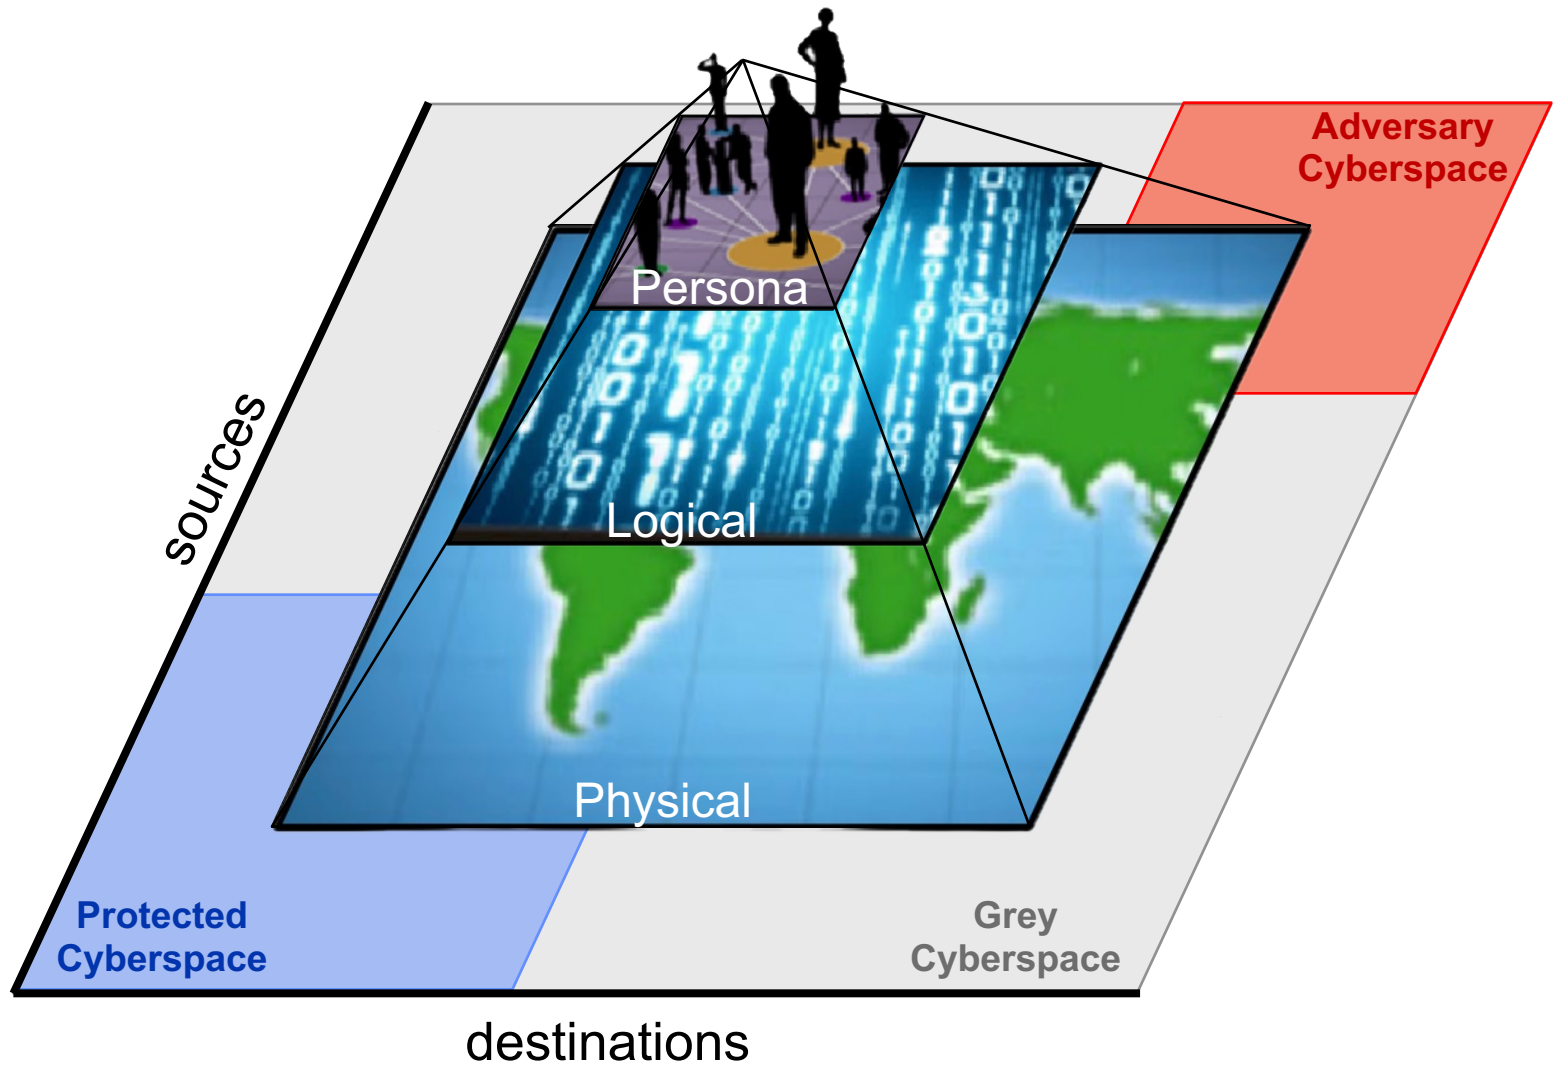 Adversary
Cyberspace
Persona
sources
Logical
Physical
Protected
Cyberspace
Grey
Cyberspace
destinations